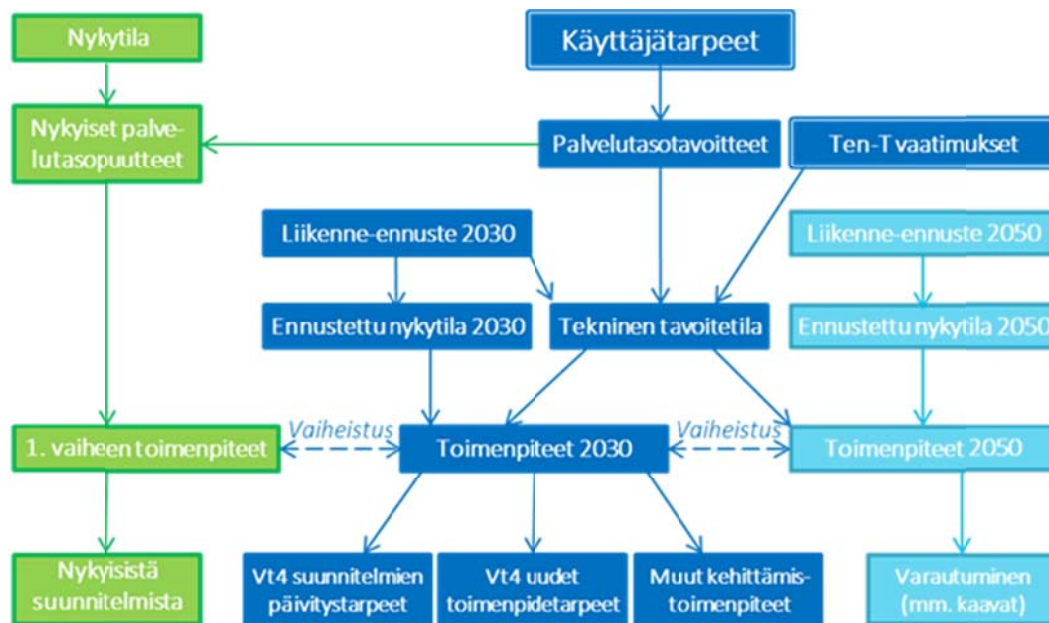 Nykytila
Käyttäjätarpeet
Nykyiset palve-
lutasopuutteet
Palvelutasotavoitteet
Ten-T vaatimukset
Liikenne-ennuste 2030
Liikenne-ennuste 2050
Ennustettu nykytila 2030
Tekninen tavoitetila
Ennustettu nykytila 2050
1. vaiheen toimenpiteet
Vaiheistus
Toimenpiteet 2030
Vaiheistus
Toimenpiteet 2050
Nykyisistä
suunnitelmista
Vt4 suunnitelmien
päivitystarpeet
Vt4 uudet
toimenpidetarpeet
Muut kehittämis-
toimenpiteet
Varautuminen
(mm. kaavat)